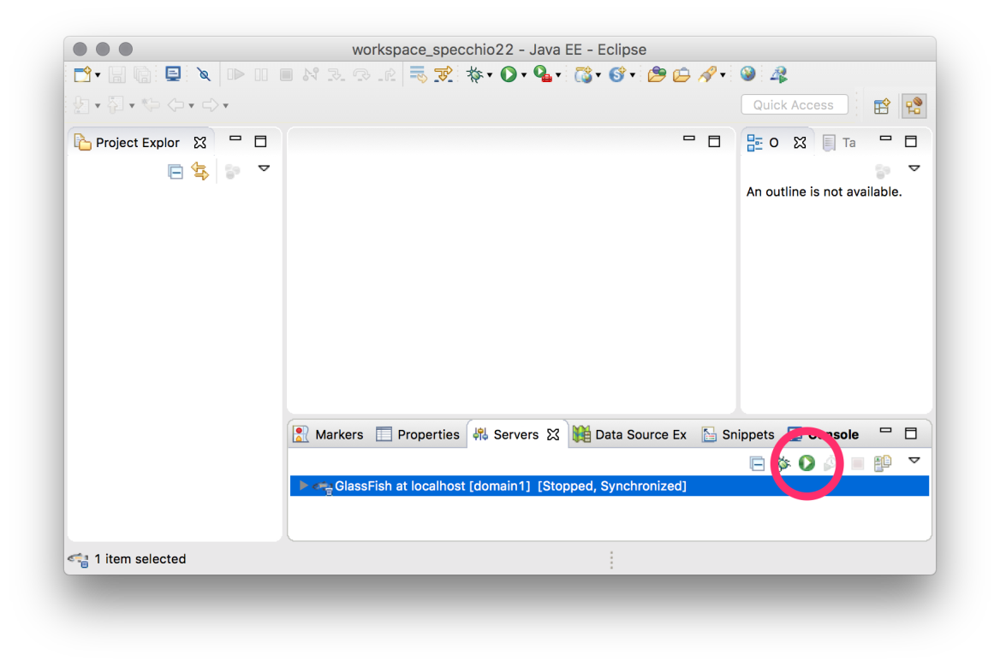 workspace_specchio22 - Java EE - Eclipse
Quick Access
Project Explor
O
Ta
An outline is not available.
Markers
Properties
Servers
Data Source Ex
Snippets
Console
GlassFish at localhost [domain1] [Stopped, Synchronized]
1 item selected